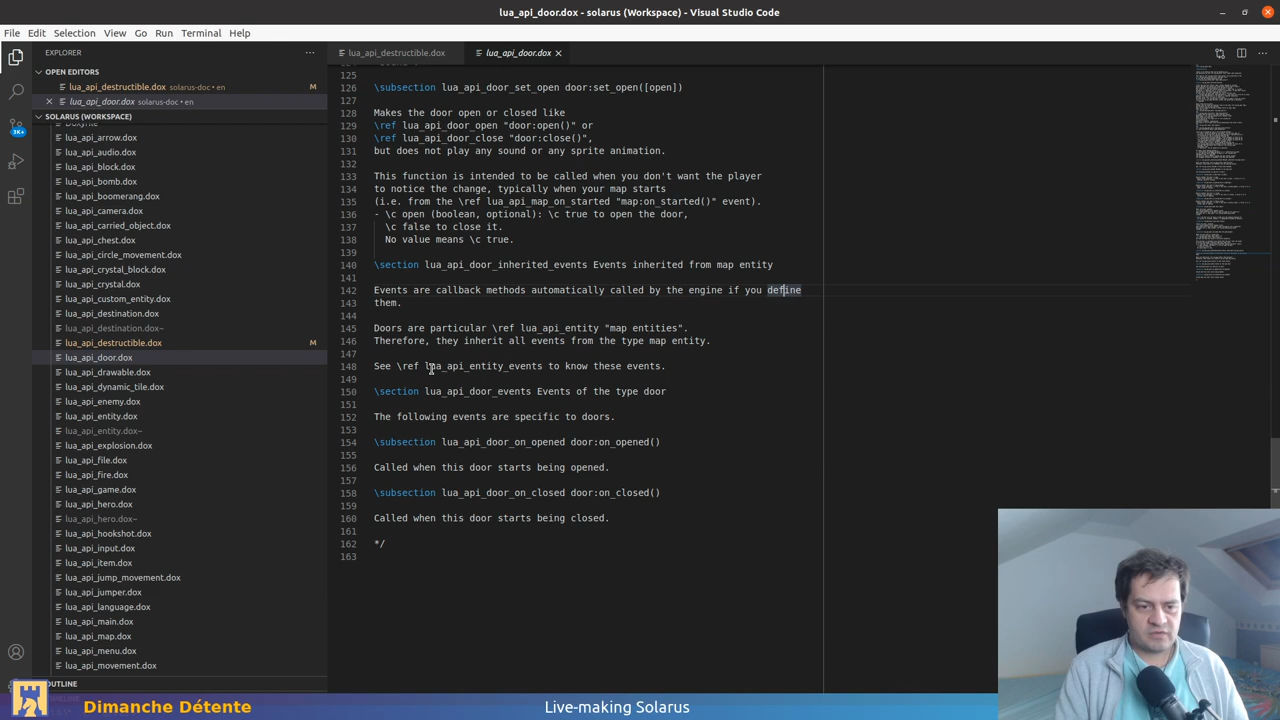 lua_api_door.dox - solarus (Workspace) - Visual Studio Code
File Edit Selection View Go Run Terminal Help
EXPLORER
OPEN EDITORS
lua_api_destructible.dox solarus-doc • en M
lua_api_door.dox solarus-doc • en
SOLARUS (WORKSPACE)
lua_api_arrow.dox
lua_api_audio.dox
lua_api_block.dox
lua_api_bomb.dox
lua_api_boomerang.dox
lua_api_camera.dox
lua_api_carried_object.dox
lua_api_chest.dox
lua_api_circle_movement.dox
lua_api_crystal_block.dox
lua_api_crystal.dox
lua_api_custom_entity.dox
lua_api_destination.dox
lua_api_destination.dox~
lua_api_destructible.dox M
lua_api_door.dox
lua_api_drawable.dox
lua_api_dynamic_tile.dox
lua_api_enemy.dox
lua_api_entity.dox
lua_api_entity.dox~
lua_api_explosion.dox
lua_api_file.dox
lua_api_fire.dox
lua_api_game.dox
lua_api_hero.dox
lua_api_hero.dox~
lua_api_hookshot.dox
lua_api_input.dox
lua_api_item.dox
lua_api_jump_movement.dox
lua_api_jumper.dox
lua_api_language.dox
lua_api_main.dox
lua_api_map.dox
lua_api_menu.dox
lua_api_movement.dox
OUTLINE
3K+
lua_api_destructible.dox
lua_api_door.dox
125
126 \subsection lua_api_door_set_open door:set_open([open])
127
128 Makes the door open or closed like
129 \ref lua_api_door_open "door:open()" or
130 \ref lua_api_door_close "door:close()",
131 but does not play any sound or any sprite animation.
132
133 This function is intended to be called when you don't want the player
134 to notice the change, typically when your map starts
135 (i.e. from the \ref lua_api_map_on_started "map:on_started()" event).
136 - \c open (boolean, optional): \c true to open the door,
137 \c false to close it.
138 No value means \c true.
139
140 \section lua_api_door_inherited_events Events inherited from map entity
141
142 Events are callback methods automatically called by the engine if you define
143 them.
144
145 Doors are particular \ref lua_api_entity "map entities".
146 Therefore, they inherit all events from the type map entity.
147
148 See \ref lua_api_entity_events to know these events.
149
150 \section lua_api_door_events Events of the type door
151
152 The following events are specific to doors.
153
154 \subsection lua_api_door_on_opened door:on_opened()
155
156 Called when this door starts being opened.
157
158 \subsection lua_api_door_on_closed door:on_closed()
159
160 Called when this door starts being closed.
161
162 */
163
Dimanche Détente
Live-making Solarus